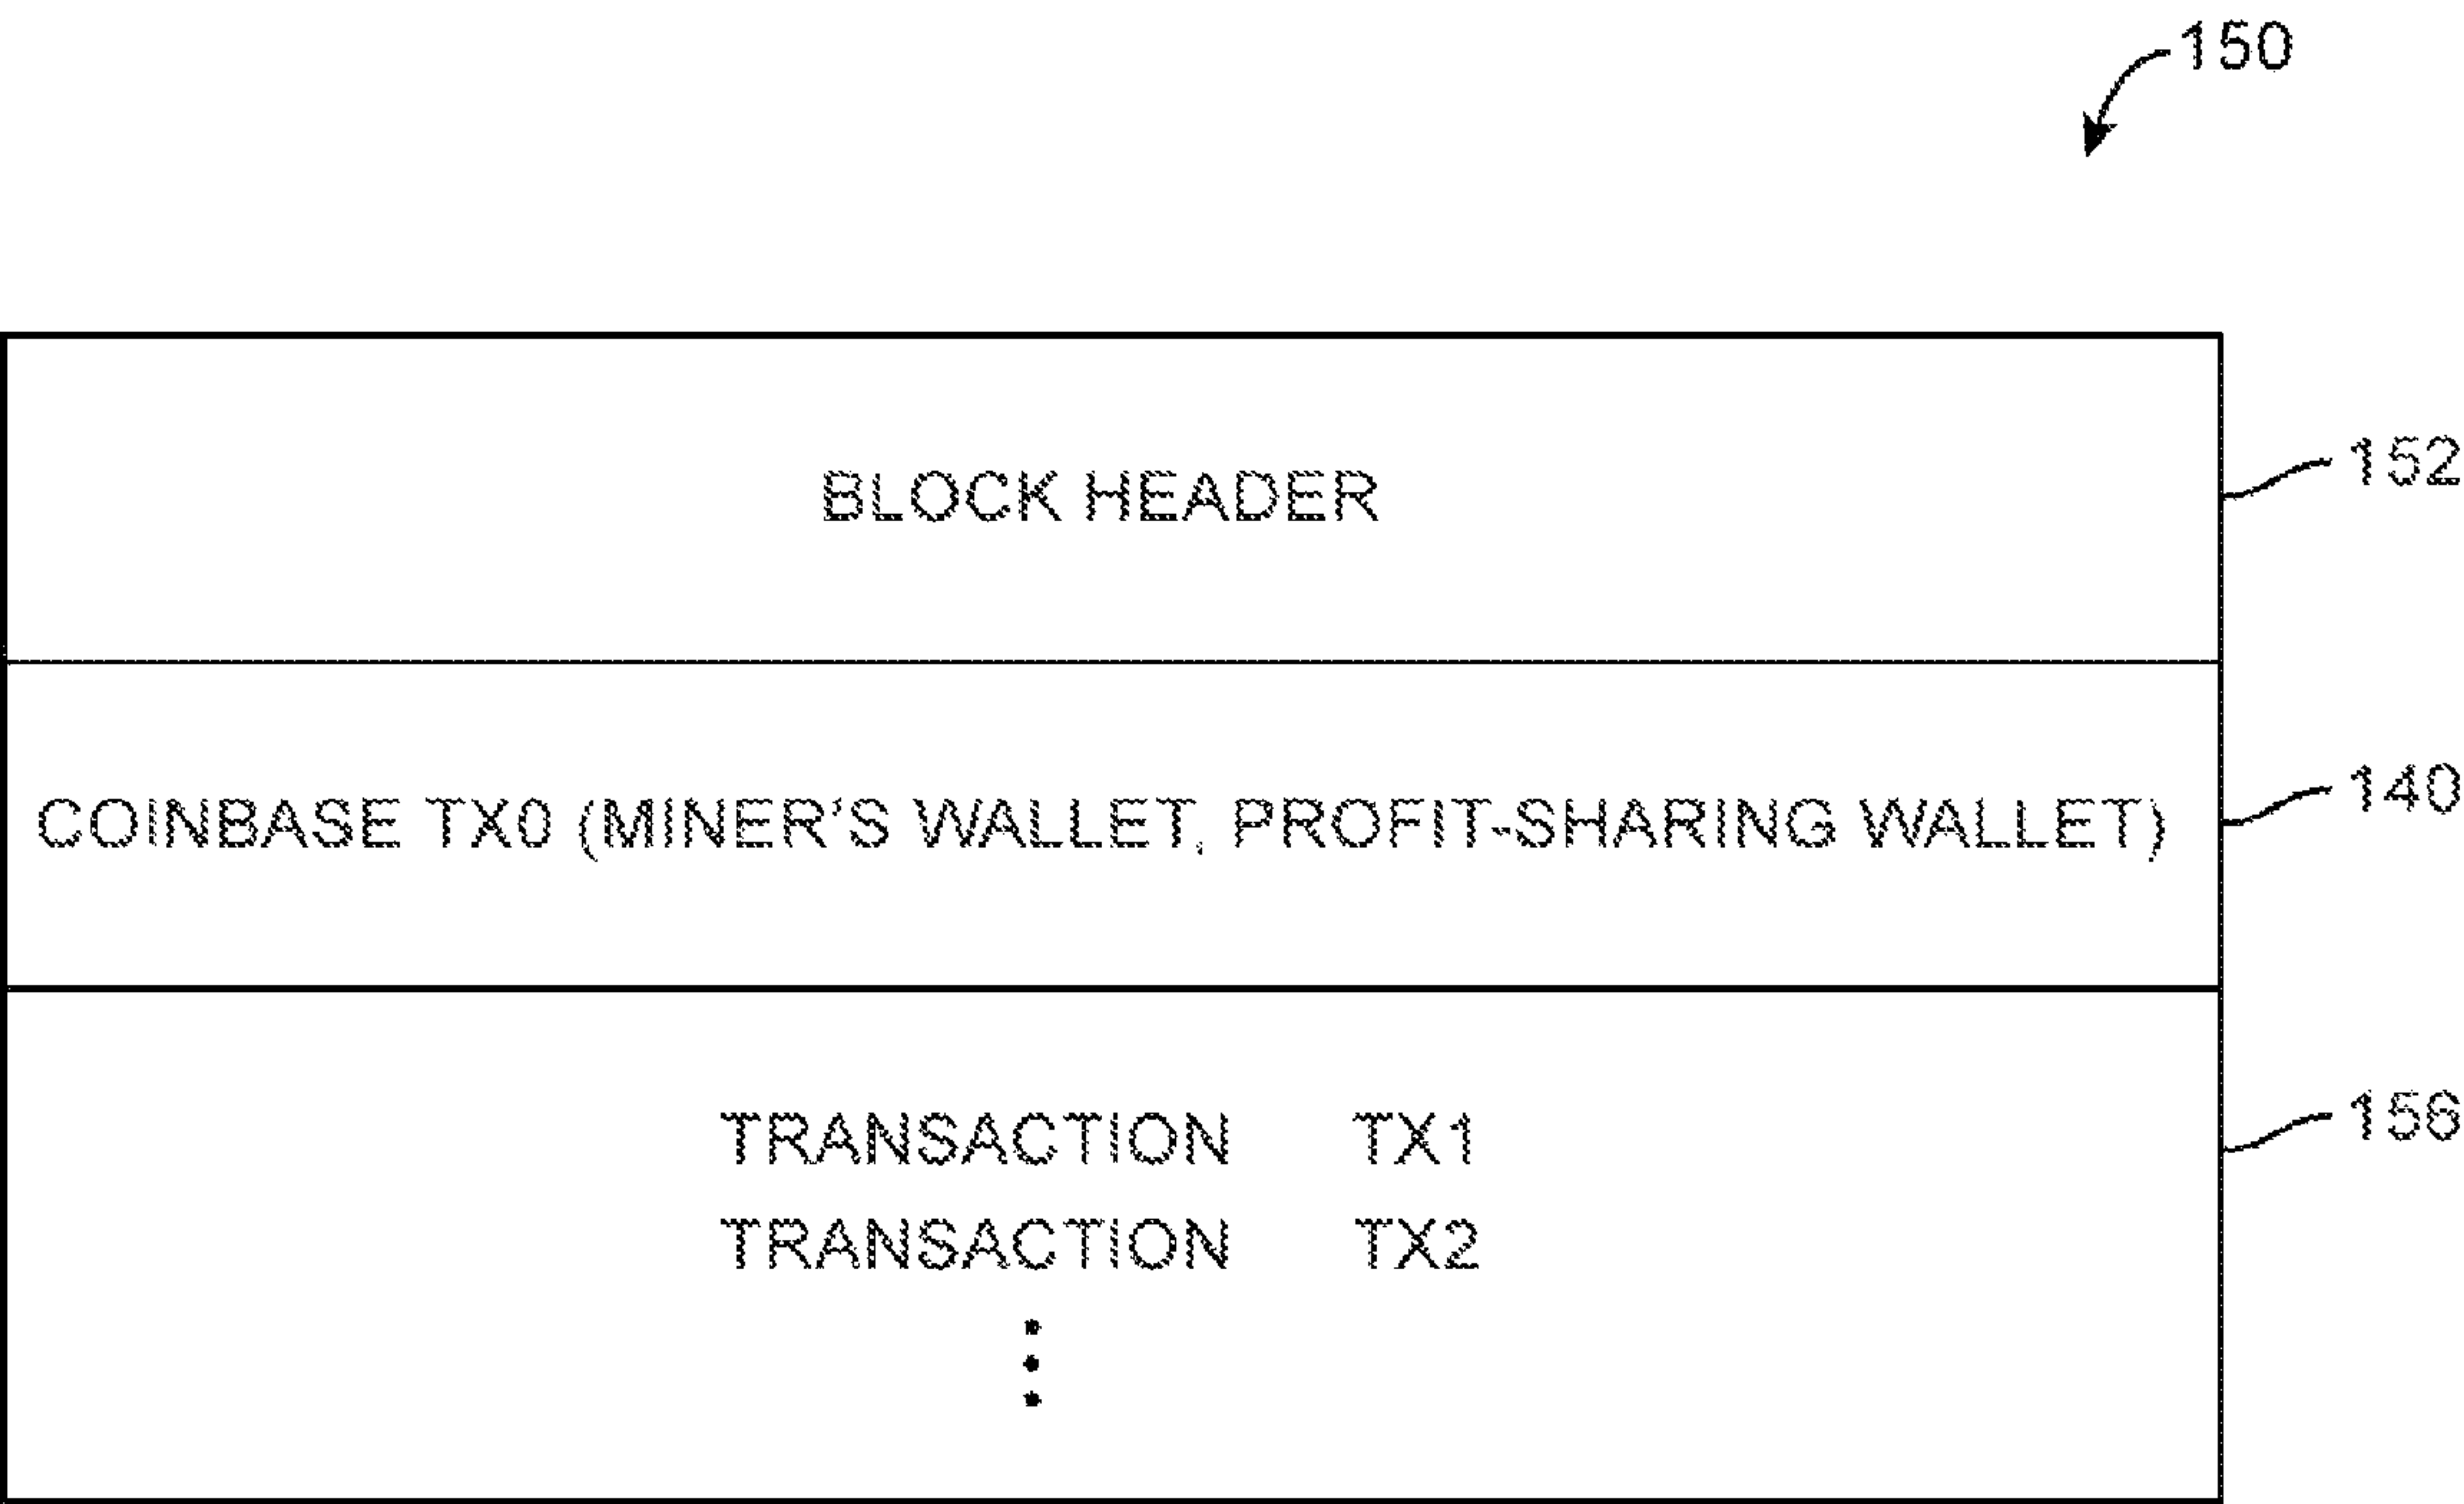 150
BLOCK HEADER
152
COINBASE TX0 (MINER'S WALLET, PROFIT-SHARING WALLET)
140
TRANSACTION TX1
156
TRANSACTION TX2